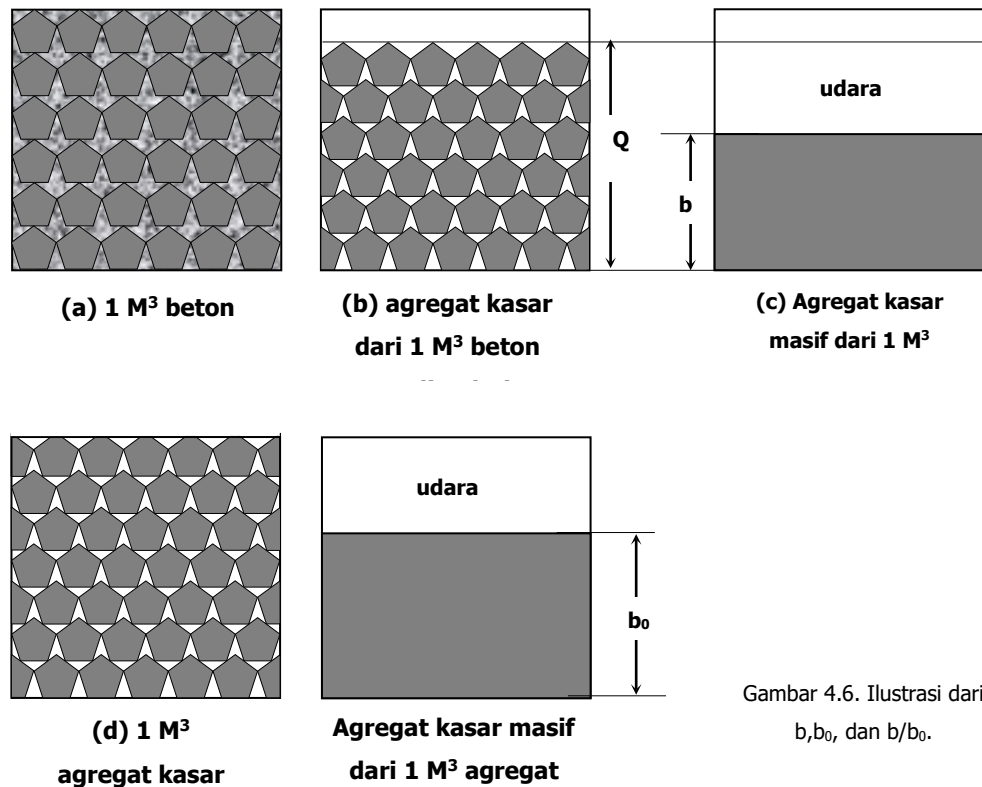 udara
Q
b
(a) 1 M³ beton
(b) agregat kasar
dari 1 M³ beton
(c) Agregat kasar
masif dari 1 M³
udara
b₀
(d) 1 M³
agregat kasar
Agregat kasar masif
dari 1 M³ agregat
Gambar 4.6. Ilustrasi dari
b,b₀, dan b/b₀.